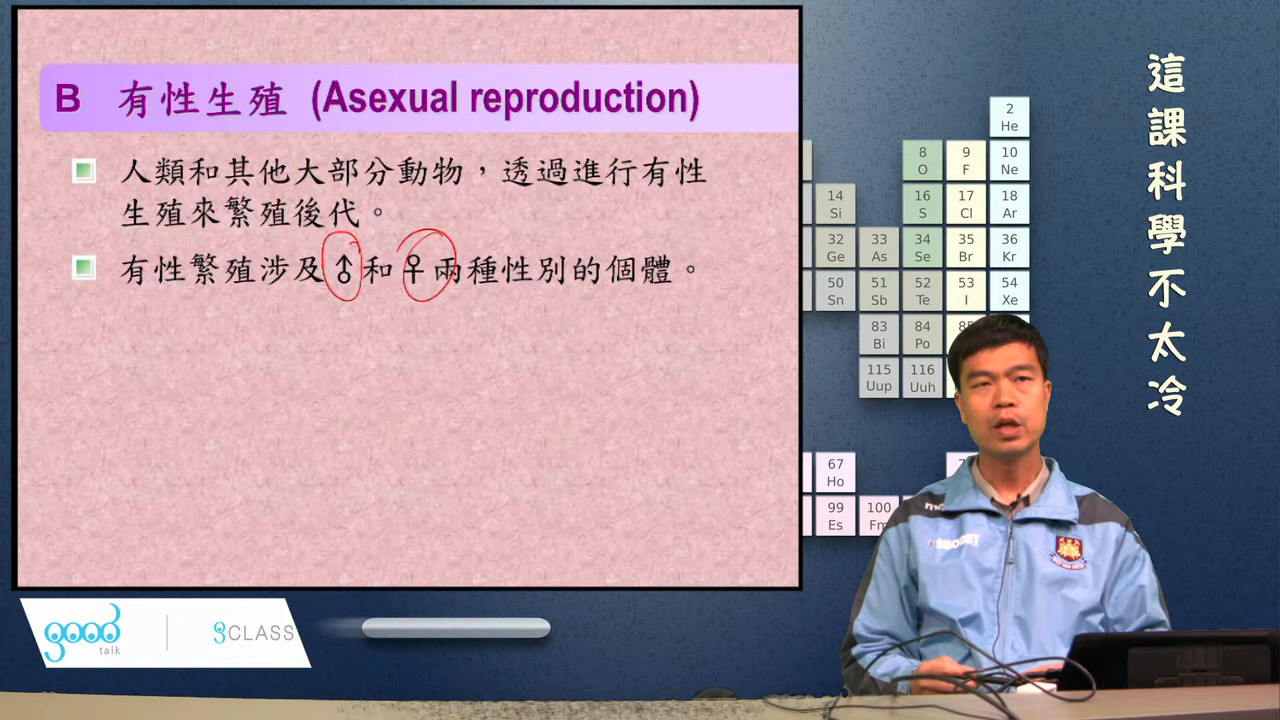 B 有性生殖 (Asexual reproduction)
人類和其他大部分動物，透過進行有性
生殖來繁殖後代。
有性繁殖涉及♂和♀兩種性別的個體。
這課科學不太冷
2
He
8 9 10
O F Ne
14 16 17 18
Si S Cl Ar
32 33 34 35 36
Ge As Se Br Kr
50 51 52 53 54
Sn Sb Te I Xe
83 84 85
Bi Po
115 116
Uup Uuh
67
Ho
99 100
Es Fm
good
talk
3CLASS